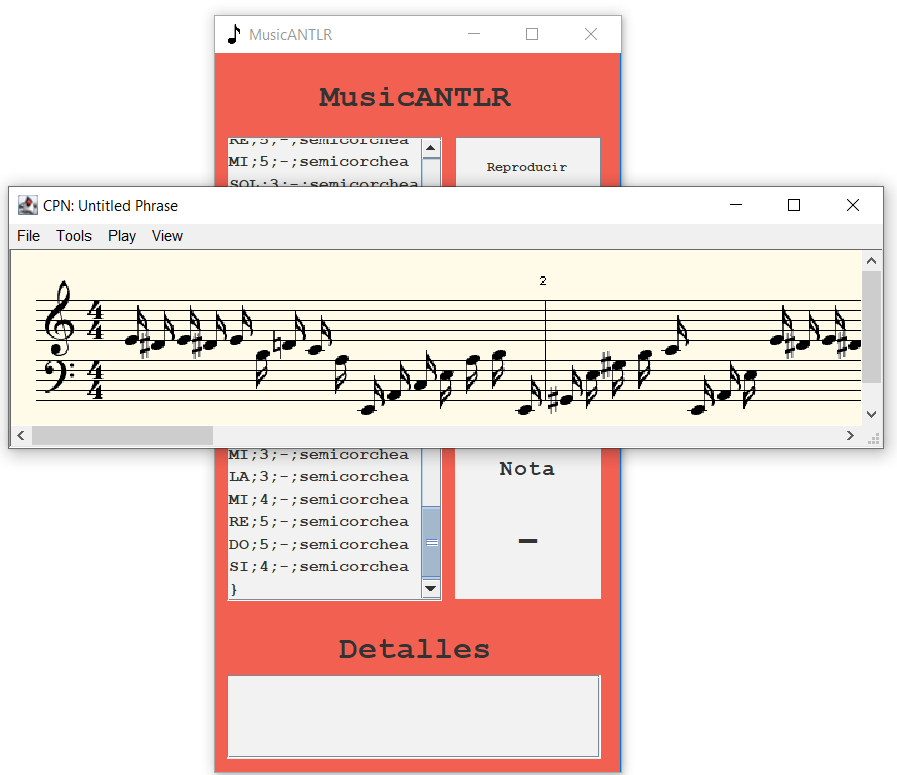 MusicANTLR
MusicANTLR
RE;5;-;semicorchea
MI;5;-;semicorchea
SOL;3;-;semicorchea
Reproducir
CPN: Untitled Phrase
File Tools Play View
2
4
4
4
4
MI;3;-;semicorchea
LA;3;-;semicorchea
MI;4;-;semicorchea
RE;5;-;semicorchea
DO;5;-;semicorchea
SI;4;-;semicorchea
}
Nota
-
Detalles